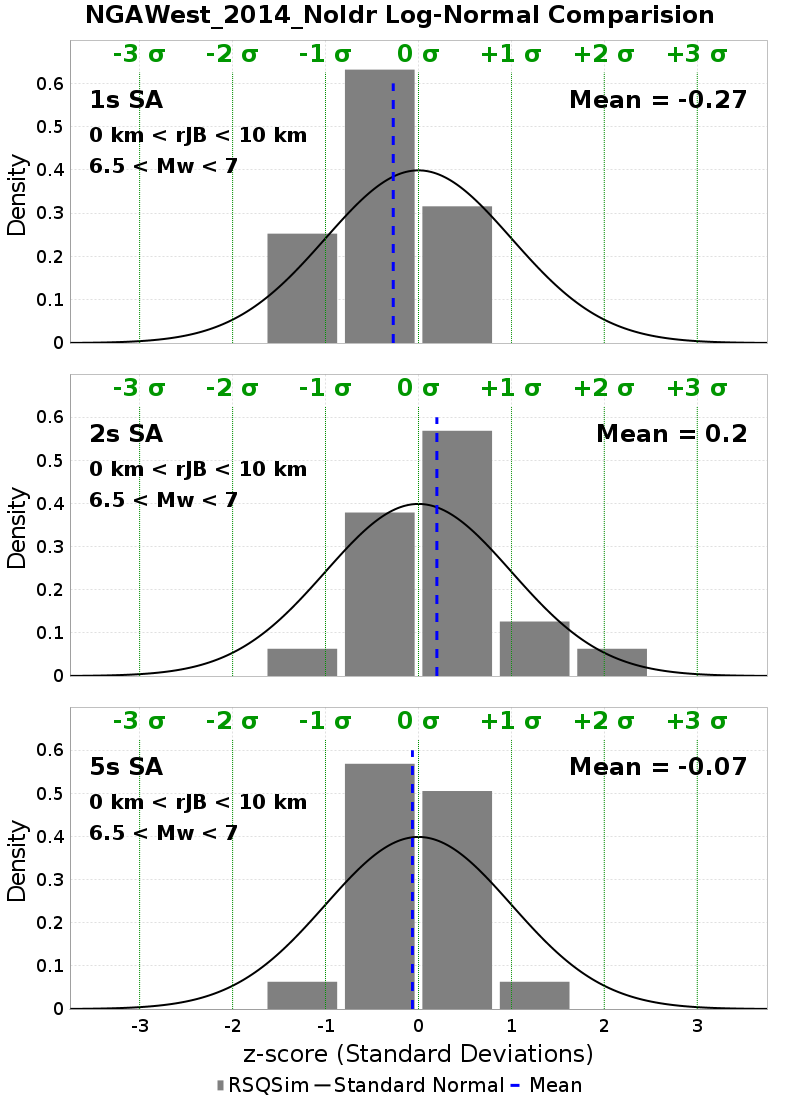 NGAWest_2014_NoIdr Log-Normal Comparision
-3 σ -2 σ -1 σ 0 σ +1 σ +2 σ +3 σ
1s SA
Mean = -0.27
0 km < rJB < 10 km
6.5 < Mw < 7
Density
0.6
0.5
0.4
0.3
0.2
0.1
0
-3 σ -2 σ -1 σ 0 σ +1 σ +2 σ +3 σ
2s SA
Mean = 0.2
0 km < rJB < 10 km
6.5 < Mw < 7
Density
0.6
0.5
0.4
0.3
0.2
0.1
0
-3 σ -2 σ -1 σ 0 σ +1 σ +2 σ +3 σ
5s SA
Mean = -0.07
0 km < rJB < 10 km
6.5 < Mw < 7
Density
0.6
0.5
0.4
0.3
0.2
0.1
0
-3 -2 -1 0 1 2 3
z-score (Standard Deviations)
RSQSim Standard Normal Mean